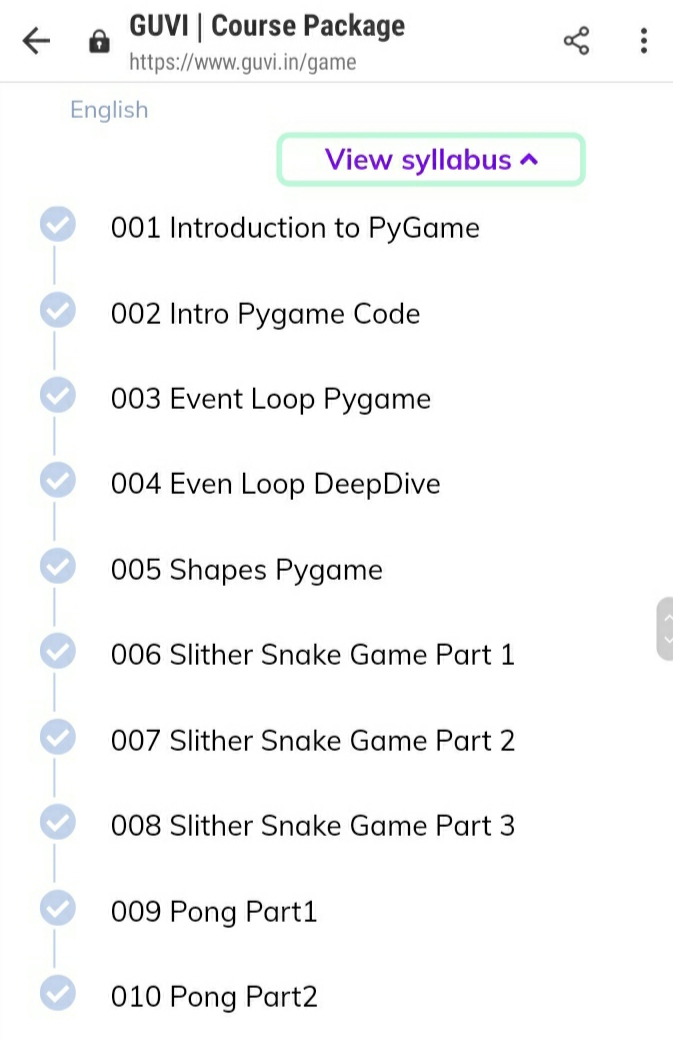 GUVI | Course Package
https://www.guvi.in/game
English
View syllabus
001 Introduction to PyGame
002 Intro Pygame Code
003 Event Loop Pygame
004 Even Loop DeepDive
005 Shapes Pygame
006 Slither Snake Game Part 1
007 Slither Snake Game Part 2
008 Slither Snake Game Part 3
009 Pong Part1
010 Pong Part2